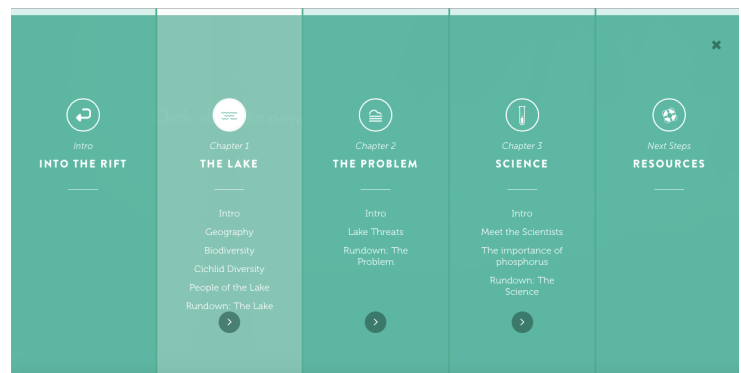 Intro
INTO THE RIFT
Chapter 1
THE LAKE
Intro
Geography
Biodiversity
Cichlid Diversity
People of the Lake
Rundown: The Lake
Chapter 2
THE PROBLEM
Intro
Lake Threats
Rundown: The
Problem
Chapter 3
SCIENCE
Intro
Meet the Scientists
The importance of
phosphorus
Rundown: The
Science
Next Steps
RESOURCES